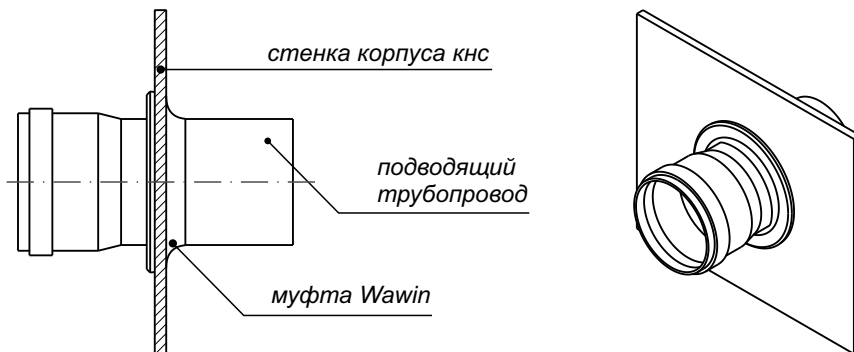 стенка корпуса кнс
подводящий
трубопровод
муфта Wawin